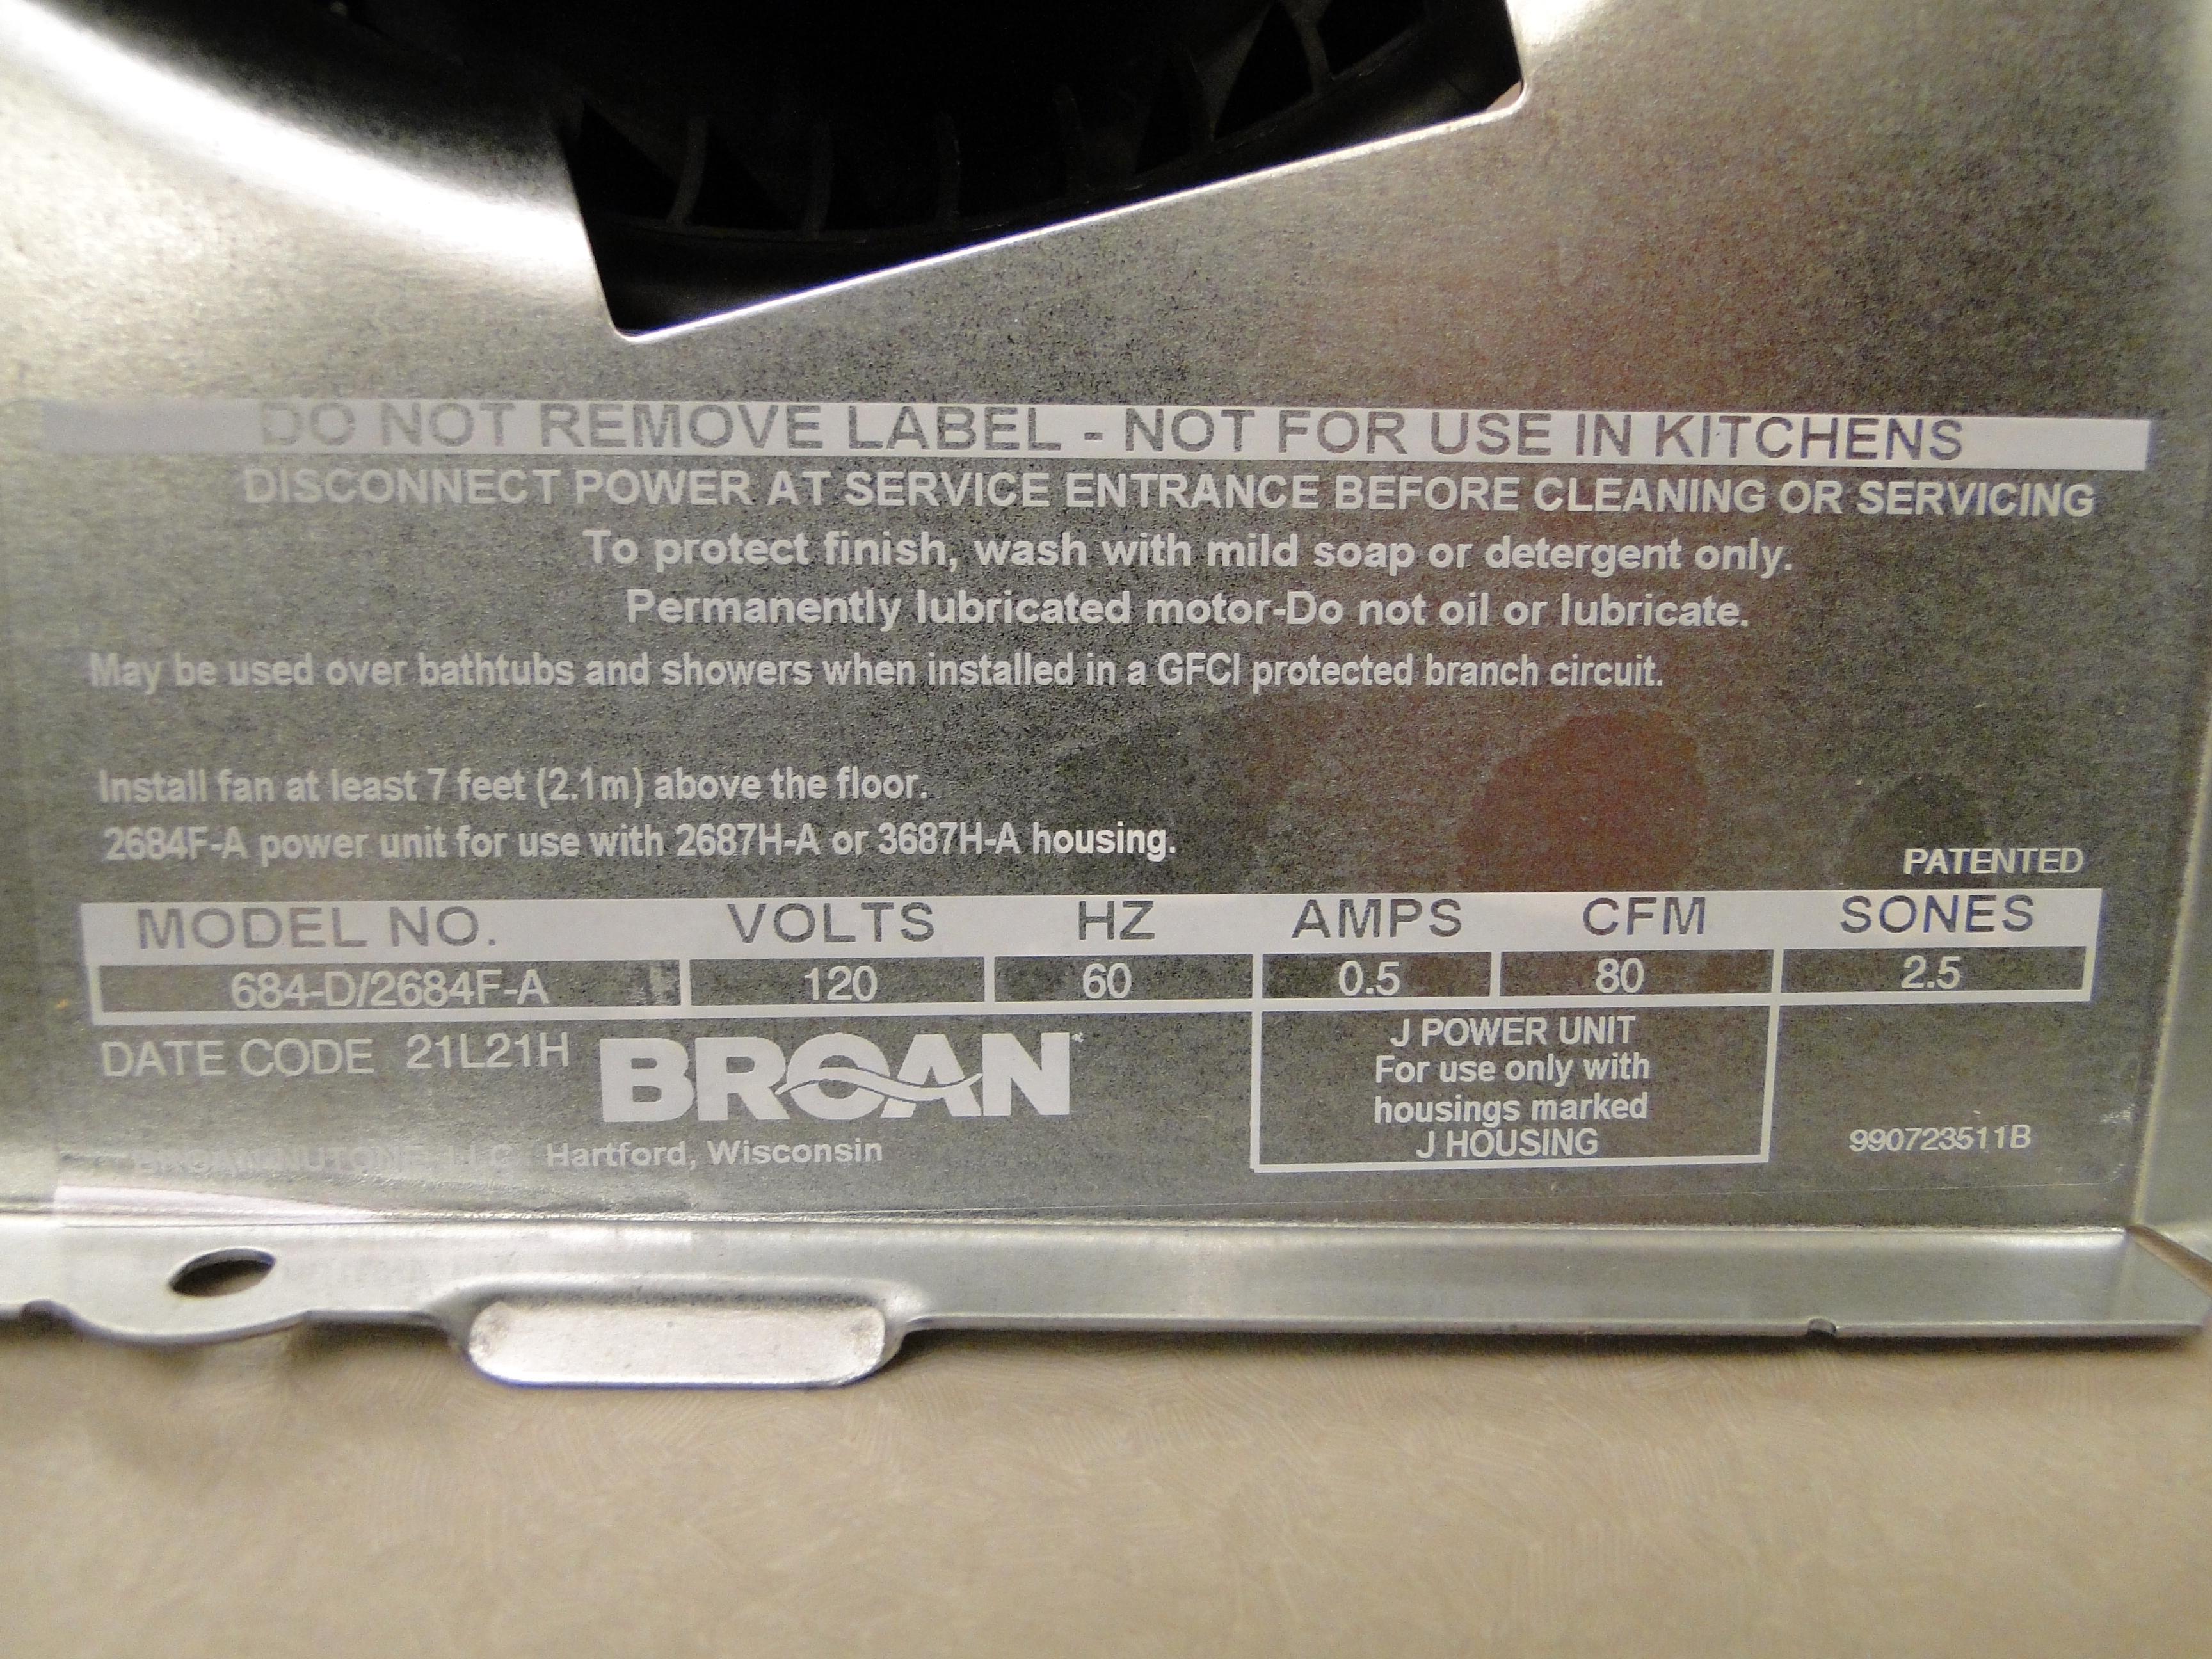 DO NOT REMOVE LABEL - NOT FOR USE IN KITCHENS
DISCONNECT POWER AT SERVICE ENTRANCE BEFORE CLEANING OR SERVICING
To protect finish, wash with mild soap or detergent only.
Permanently lubricated motor-Do not oil or lubricate.
May be used over bathtubs and showers when installed in a GFCI protected branch circuit.
Install fan at least 7 feet (2.1m) above the floor.
2684F-A power unit for use with 2687H-A or 3687H-A housing.
PATENTED
MODEL NO. VOLTS HZ AMPS CFM SONES
684-D/2684F-A 120 60 0.5 80 2.5
DATE CODE 21L21H
BROAN
BROAN-NUTONE LLC Hartford, Wisconsin
J POWER UNIT
For use only with
housings marked
J HOUSING
990723511B